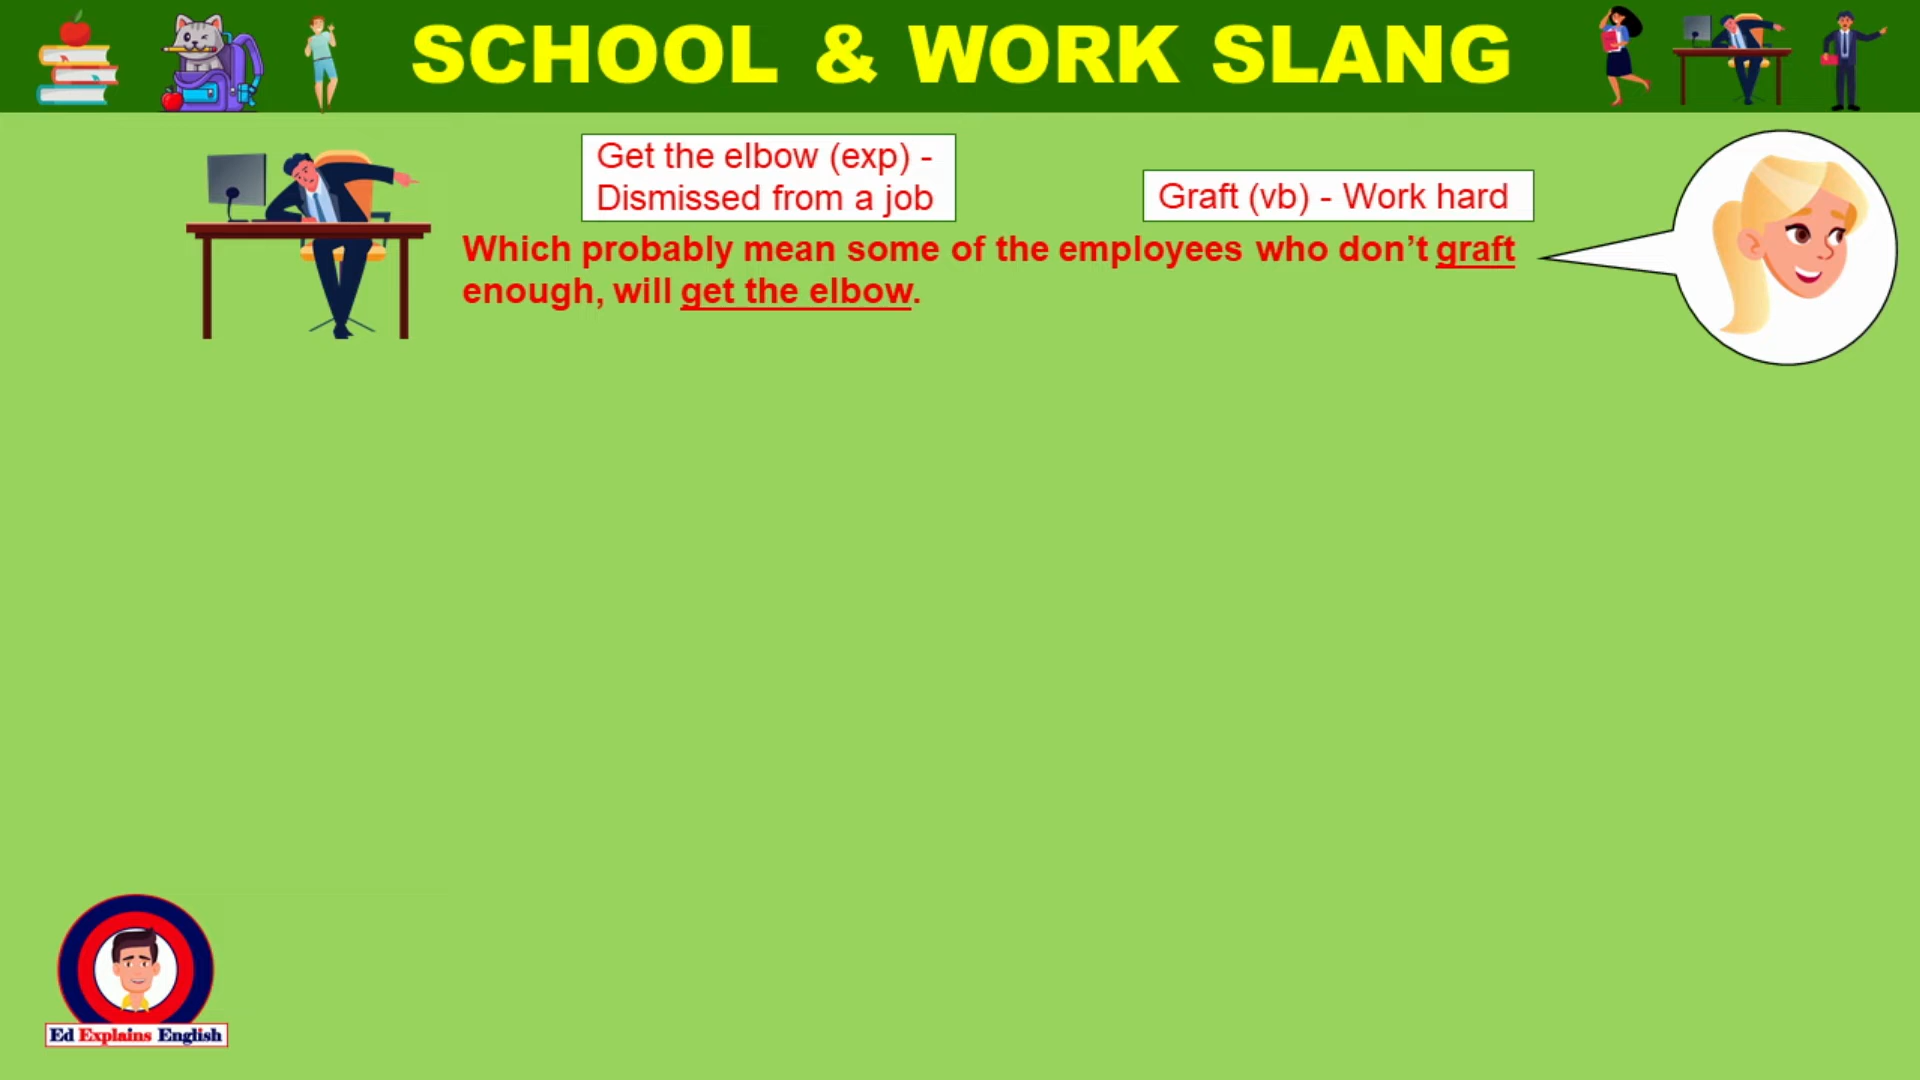 SCHOOL & WORK SLANG
Get the elbow (exp) -
Dismissed from a job
Graft (vb) - Work hard
Which probably mean some of the employees who don’t graft
enough, will get the elbow.
Ed Explains English